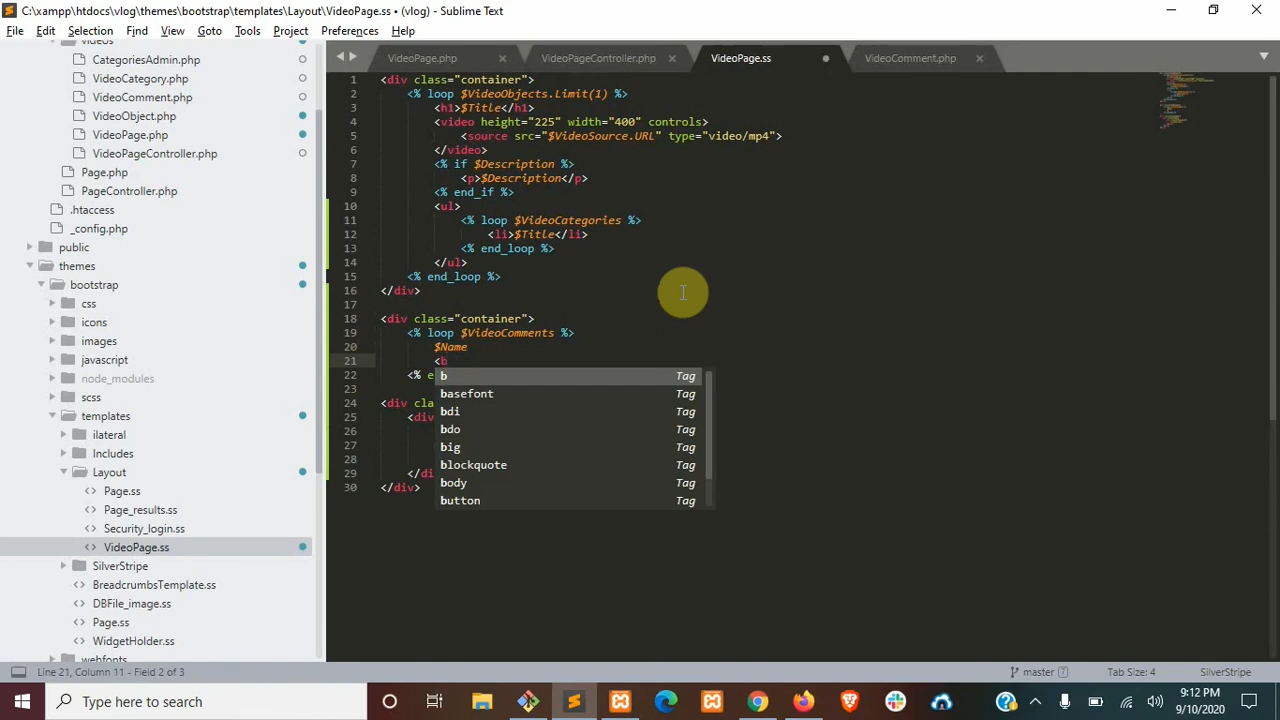 C:\xampp\htdocs\vlog\themes\bootstrap\templates\Layout\VideoPage.ss • (vlog) - Sublime Text
File Edit Selection Find View Goto Tools Project Preferences Help
videos
CategoriesAdmin.php
VideoCategory.php
VideoComment.php
VideoObject.php
VideoPage.php
VideoPageController.php
Page.php
PageController.php
.htaccess
_config.php
public
themes
bootstrap
css
icons
images
javascript
node_modules
scss
templates
ilateral
Includes
Layout
Page.ss
Page_results.ss
Security_login.ss
VideoPage.ss
SilverStripe
BreadcrumbsTemplate.ss
DBFile_image.ss
Page.ss
WidgetHolder.ss
webfonts
VideoPage.php VideoPageController.php VideoPage.ss VideoComment.php
1 <div class="container">
2 <% loop $VideoObjects.Limit(1) %>
3 <h1>$Title</h1>
4 <video height="225" width="400" controls>
5 <source src="$VideoSource.URL" type="video/mp4">
6 </video>
7 <% if $Description %>
8 <p>$Description</p>
9 <% end_if %>
10 <ul>
11 <% loop $VideoCategories %>
12 <li>$Title</li>
13 <% end_loop %>
14 </ul>
15 <% end_loop %>
16 </div>
17
18 <div class="container">
19 <% loop $VideoComments %>
20 $Name
21 <b
22 <% e
23
24 <div cla
25 <div
26
27
28
29 </di
30 </div>
b Tag
basefont Tag
bdi Tag
bdo Tag
big Tag
blockquote Tag
body Tag
button Tag
Line 21, Column 11 - Field 2 of 3
master 7
Tab Size: 4
SilverStripe
Type here to search
9:12 PM
9/10/2020